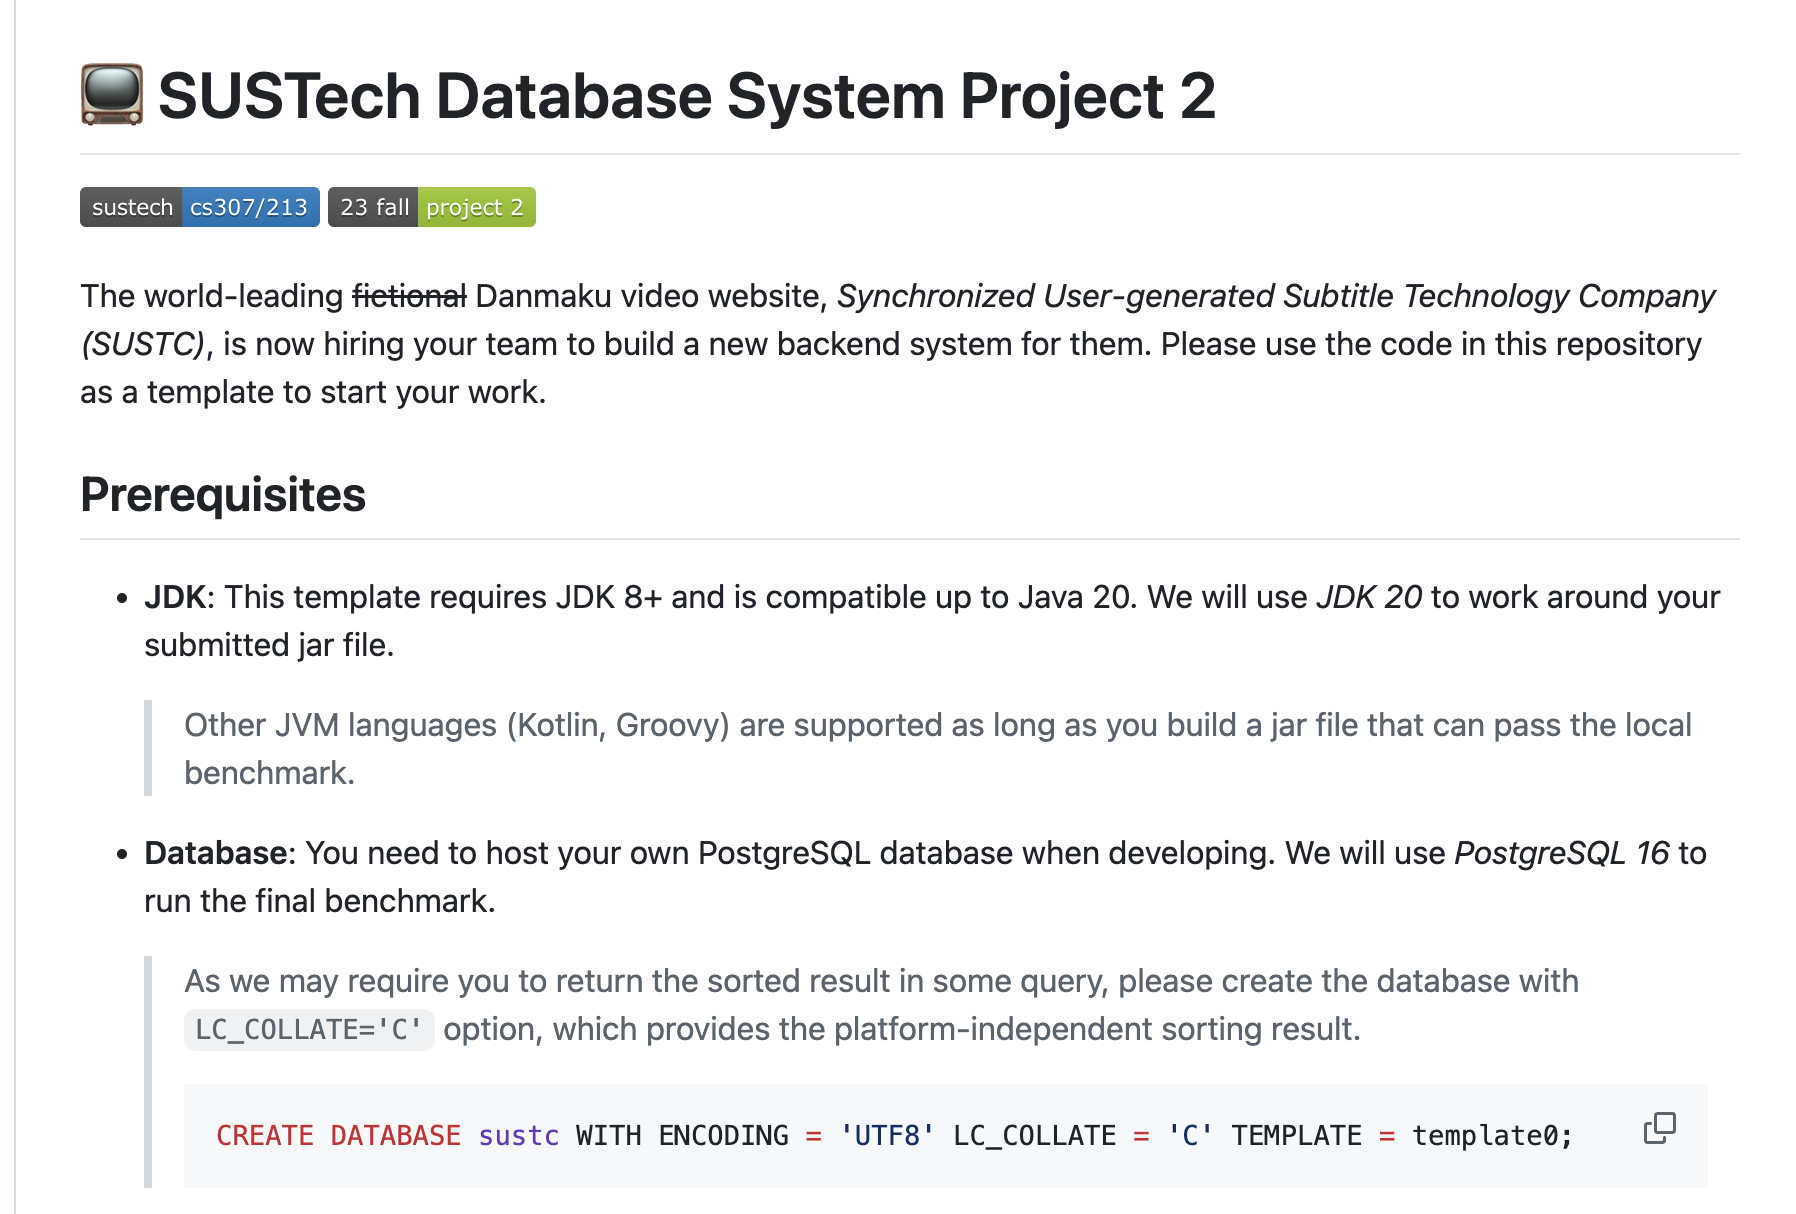 SUSTech Database System Project 2
sustech cs307/213 23 fall project 2
The world-leading fictional Danmaku video website, Synchronized User-generated Subtitle Technology Company
(SUSTC), is now hiring your team to build a new backend system for them. Please use the code in this repository
as a template to start your work.
Prerequisites
• JDK: This template requires JDK 8+ and is compatible up to Java 20. We will use JDK 20 to work around your
submitted jar file.
Other JVM languages (Kotlin, Groovy) are supported as long as you build a jar file that can pass the local
benchmark.
• Database: You need to host your own PostgreSQL database when developing. We will use PostgreSQL 16 to
run the final benchmark.
As we may require you to return the sorted result in some query, please create the database with
LC_COLLATE='C' option, which provides the platform-independent sorting result.
CREATE DATABASE sustc WITH ENCODING = 'UTF8' LC_COLLATE = 'C' TEMPLATE = template0;